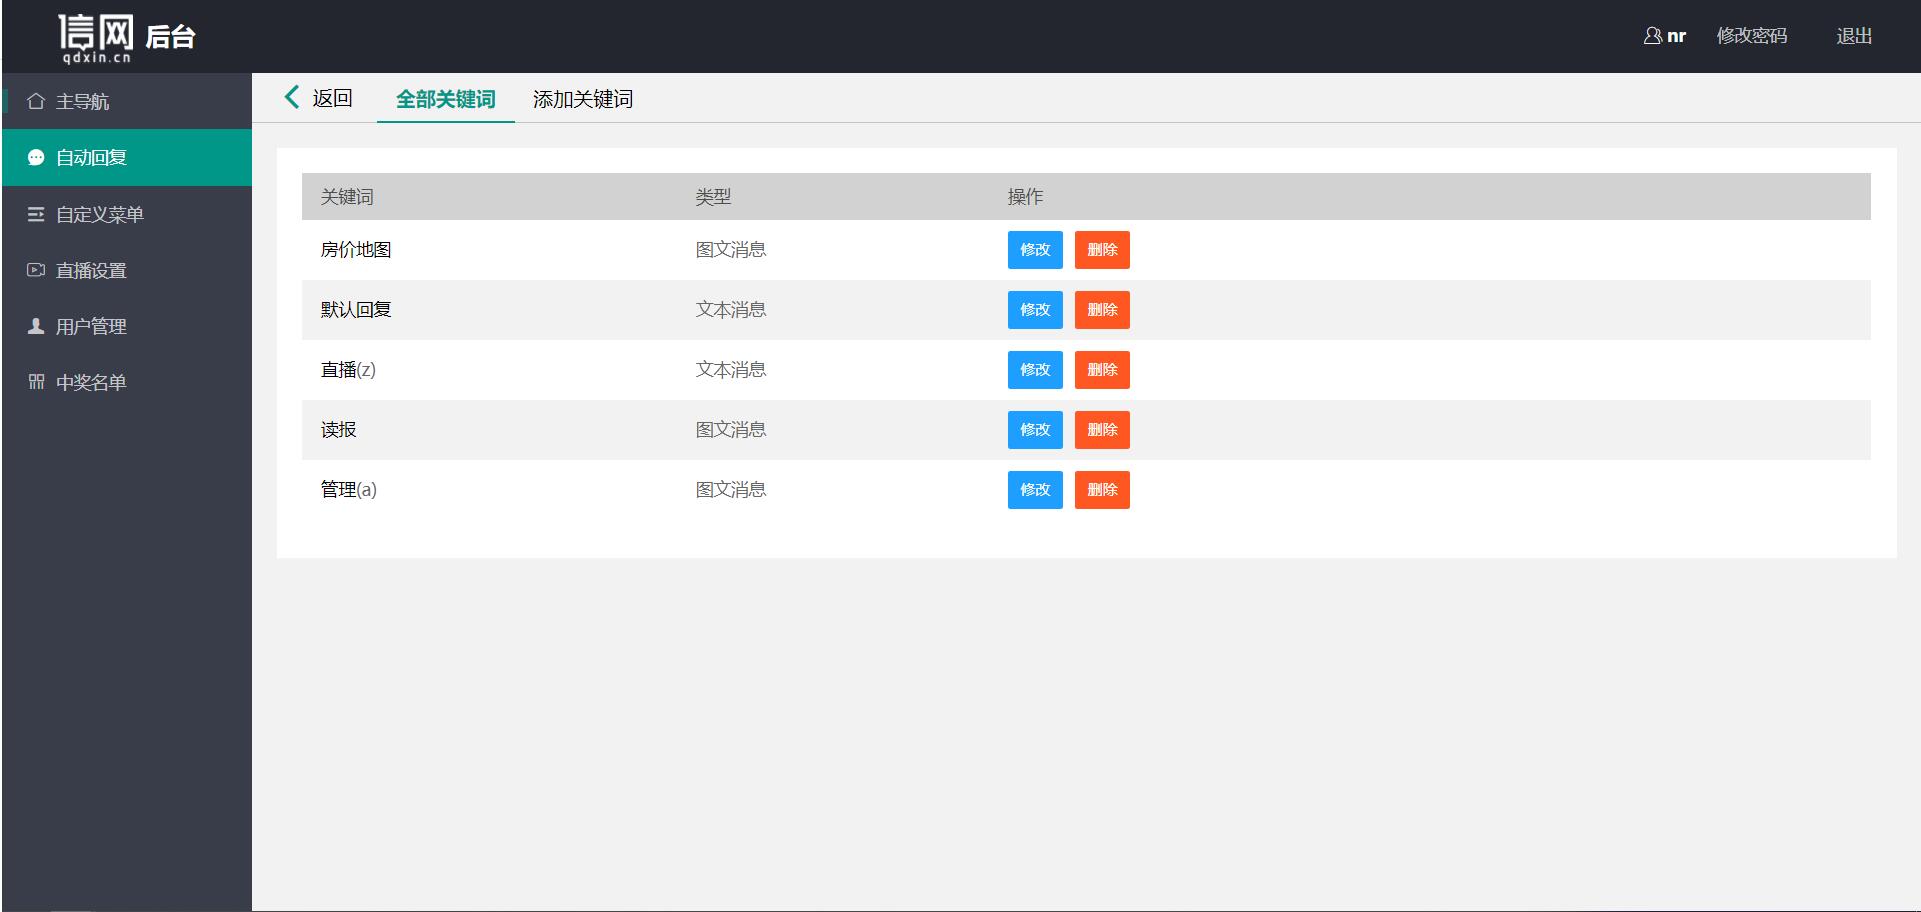 信网 后台
qdxin.cn
nr 修改密码 退出
主导航
自动回复
自定义菜单
直播设置
用户管理
中奖名单
返回 全部关键词 添加关键词
关键词 类型 操作
房价地图 图文消息 修改 删除
默认回复 文本消息 修改 删除
直播(z) 文本消息 修改 删除
读报 图文消息 修改 删除
管理(a) 图文消息 修改 删除